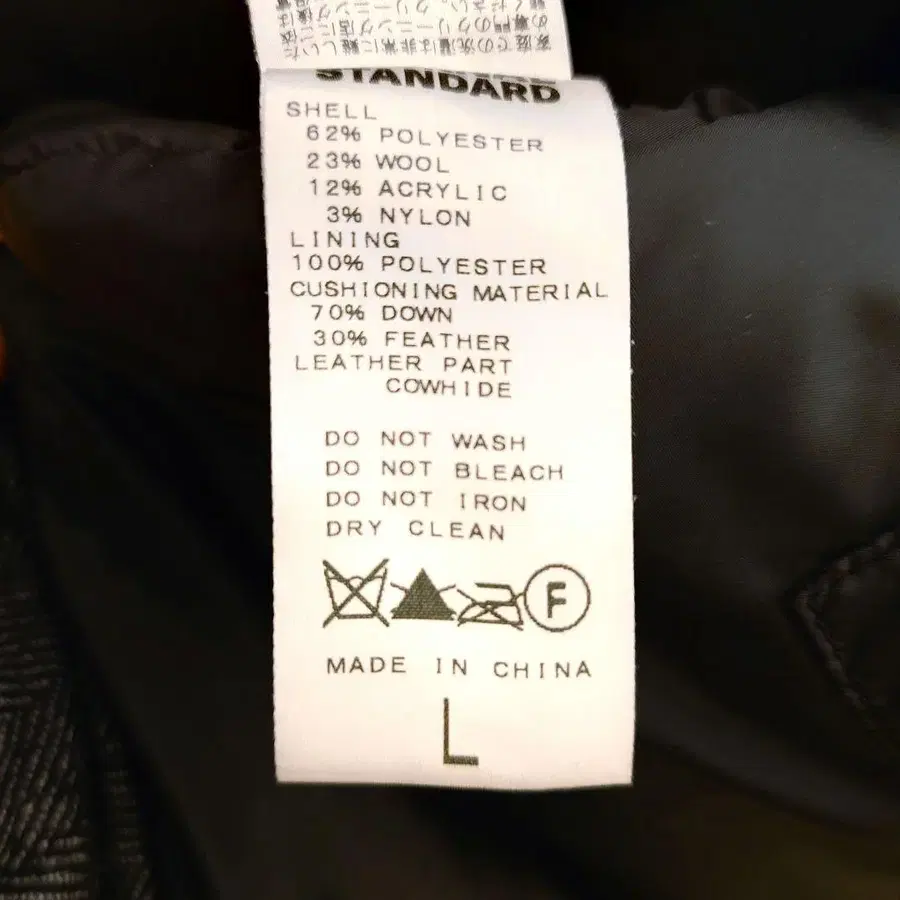 STANDARD
SHELL
62% POLYESTER
23% WOOL
12% ACRYLIC
3% NYLON
LINING
100% POLYESTER
CUSHIONING MATERIAL
70% DOWN
30% FEATHER
LEATHER PART
COWHIDE
DO NOT WASH
DO NOT BLEACH
DO NOT IRON
DRY CLEAN
F
MADE IN CHINA
L